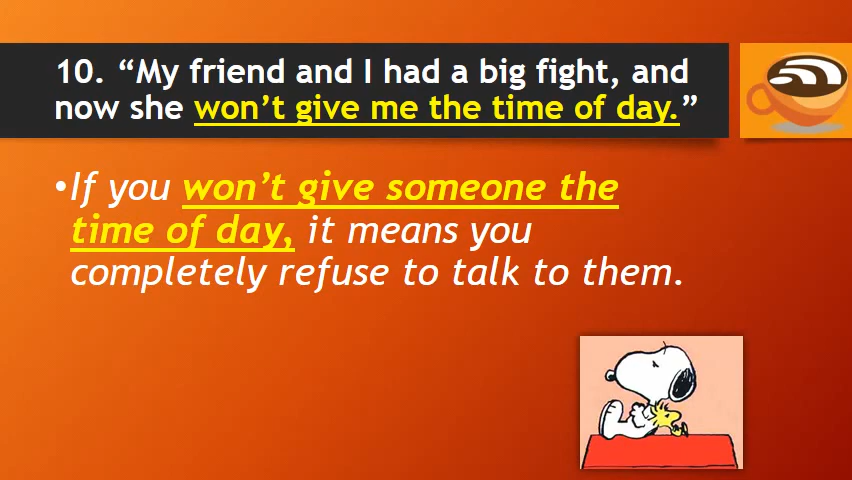 10. “My friend and I had a big fight, and
now she won’t give me the time of day.”
•If you won’t give someone the
time of day, it means you
completely refuse to talk to them.